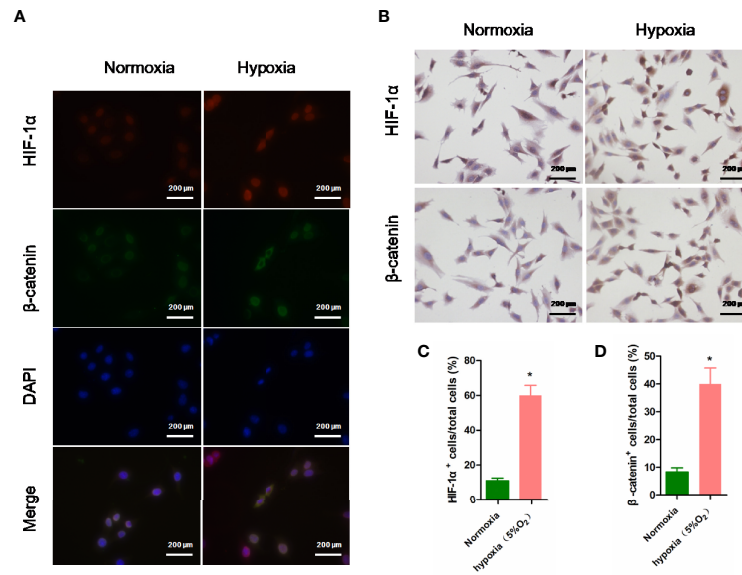 A
Normoxia Hypoxia
HIF-1α
200 µm 200 µm
β-catenin
200 µm 200 µm
DAPI
200 µm 200 µm
Merge
200 µm 200 µm
B
Normoxia Hypoxia
HIF-1α
200 µm 200 µm
β-catenin
200 µm 200 µm
C
HIF-1α⁺ cells/total cells (%)
80
60
40
20
0
*
Normoxia
hypoxia (5%O₂)
D
β-catenin⁺ cells/total cells (%)
50
40
30
20
10
0
*
Normoxia
hypoxia (5%O₂)